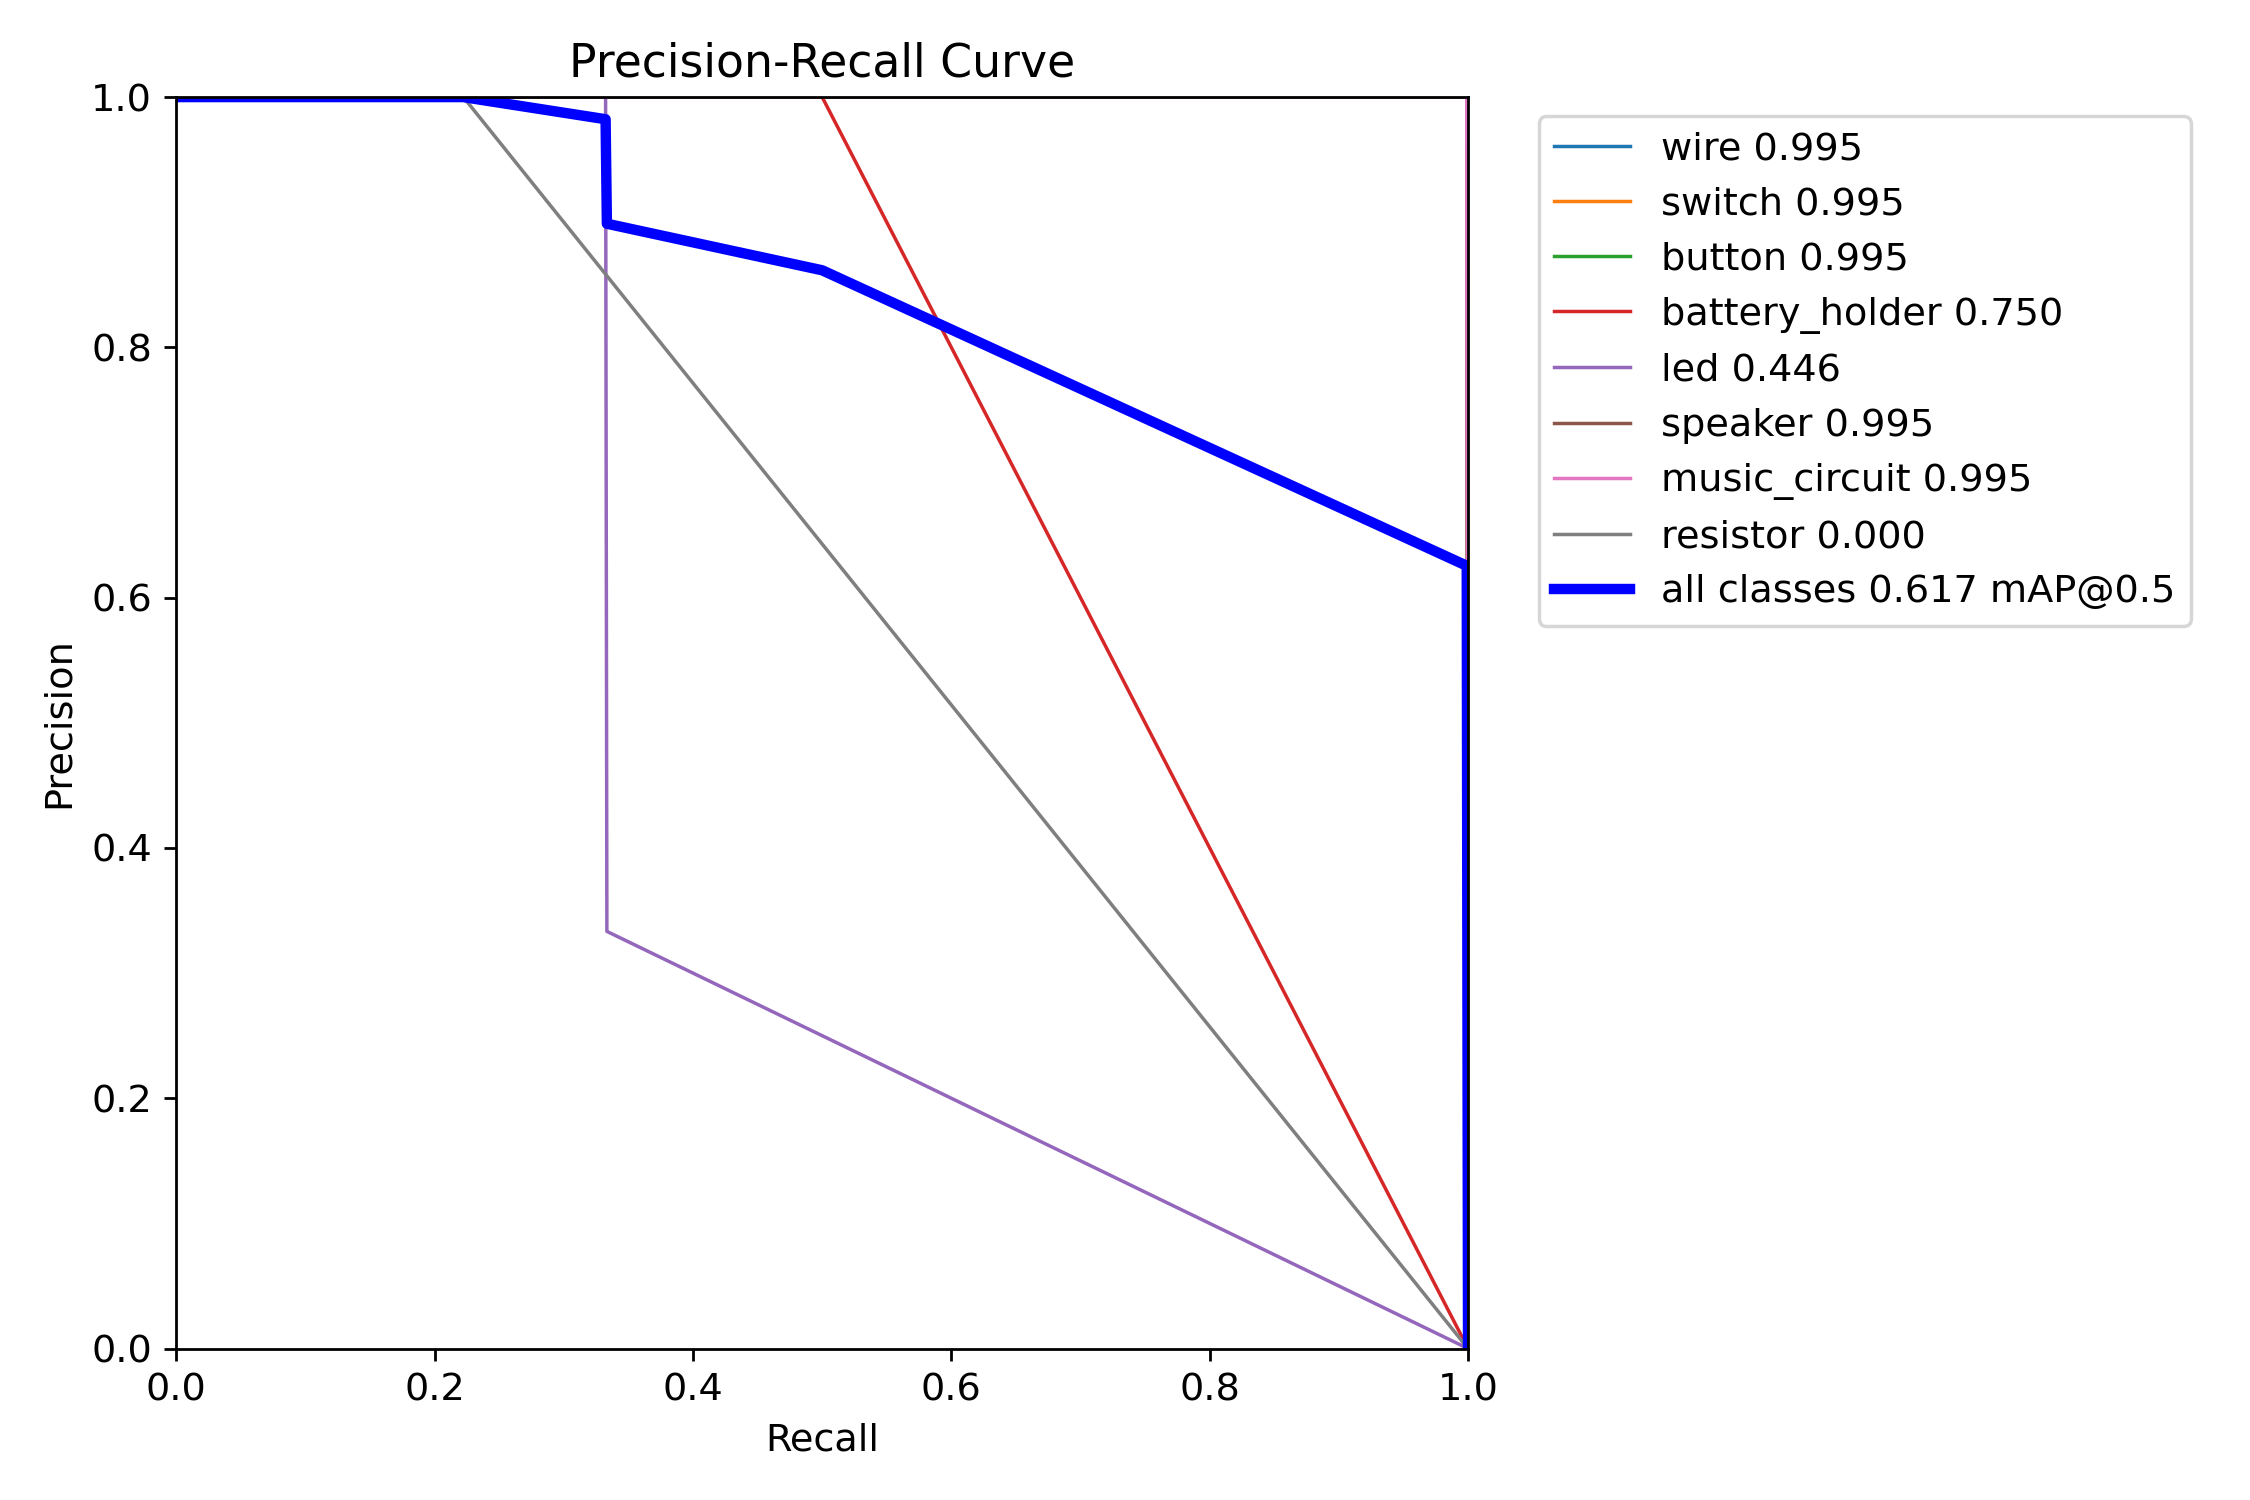 Precision-Recall Curve
1.0
0.8
0.6
0.4
0.2
0.0
Precision
0.0 0.2 0.4 0.6 0.8 1.0
Recall
wire 0.995
switch 0.995
button 0.995
battery_holder 0.750
led 0.446
speaker 0.995
music_circuit 0.995
resistor 0.000
all classes 0.617 mAP@0.5